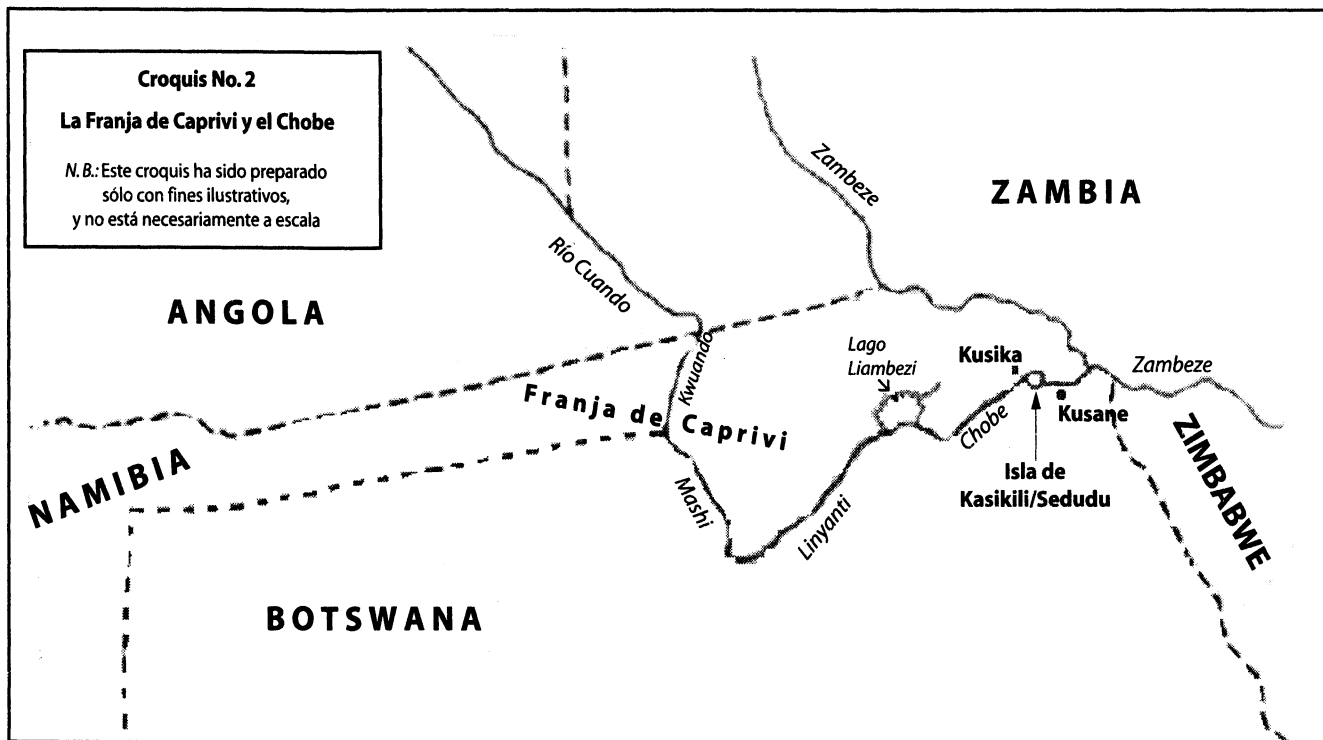 Croquis No. 2
La Franja de Caprivi y el Chobe
N. B.: Este croquis ha sido preparado
sólo con fines ilustrativos,
y no está necesariamente a escala
Zambeze
ZAMBIA
Río Cuando
ANGOLA
Kwuando
Lago
Liambezi
Kusika
Zambeze
Franja de Caprivi
Chobe
Kusane
NAMIBIA
Mashi
Linyanti
Isla de
Kasikili/Sedudu
ZIMBABWE
BOTSWANA